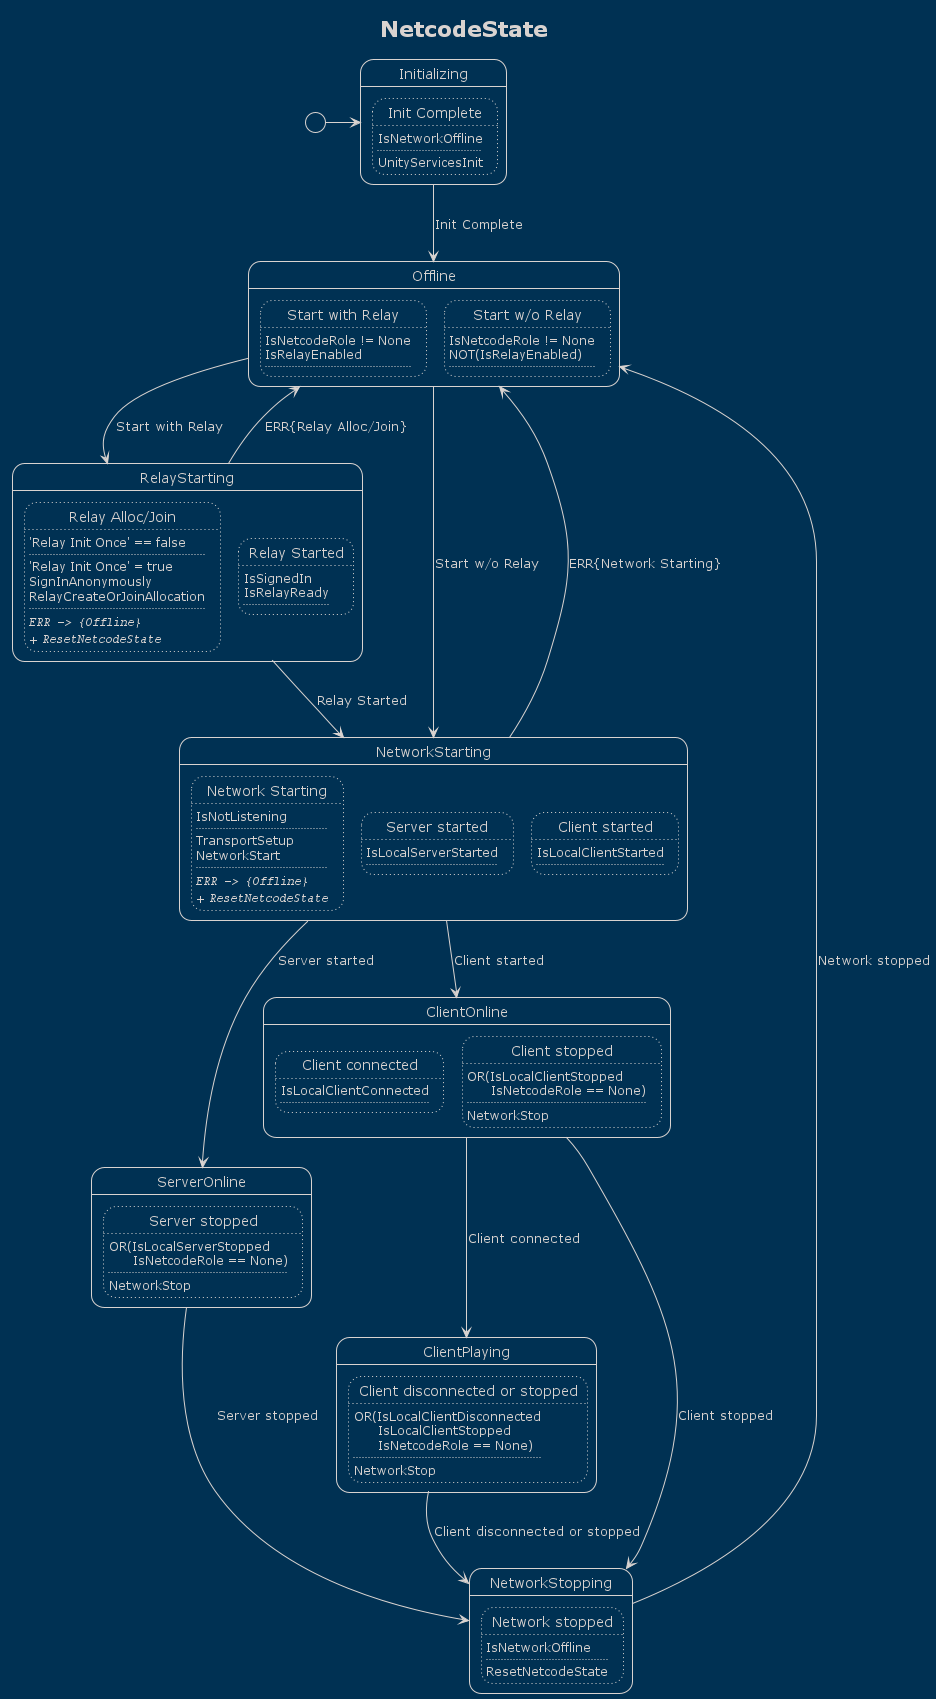 NetcodeState
Initializing
Init Complete
IsNetworkOffline
UnityServicesInit
Init Complete
Offline
Start with Relay
IsNetcodeRole != None
IsRelayEnabled
Start w/o Relay
IsNetcodeRole != None
NOT(IsRelayEnabled)
Start with Relay
ERR{Relay Alloc/Join}
RelayStarting
Relay Alloc/Join
'Relay Init Once' == false
'Relay Init Once' = true
SignInAnonymously
RelayCreateOrJoinAllocation
ERR -> {Offline}
+ ResetNetcodeState
Relay Started
IsSignedIn
IsRelayReady
Start w/o Relay
ERR{Network Starting}
Relay Started
NetworkStarting
Network Starting
IsNotListening
TransportSetup
NetworkStart
ERR -> {Offline}
+ ResetNetcodeState
Server started
IsLocalServerStarted
Client started
IsLocalClientStarted
Server started
Client started
Network stopped
ClientOnline
Client connected
IsLocalClientConnected
Client stopped
OR(IsLocalClientStopped
IsNetcodeRole == None)
NetworkStop
ServerOnline
Server stopped
OR(IsLocalServerStopped
IsNetcodeRole == None)
NetworkStop
Client connected
ClientPlaying
Client disconnected or stopped
OR(IsLocalClientDisconnected
IsLocalClientStopped
IsNetcodeRole == None)
NetworkStop
Server stopped
Client stopped
Client disconnected or stopped
NetworkStopping
Network stopped
IsNetworkOffline
ResetNetcodeState